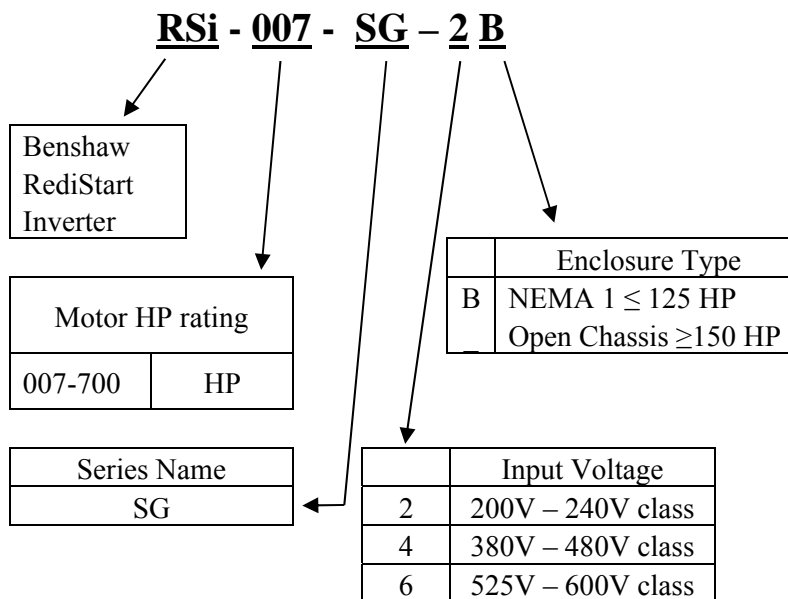 RSi - 007 - SG – 2 B
Benshaw
RediStart
Inverter
Enclosure Type
B NEMA 1 ≤ 125 HP
_ Open Chassis ≥150 HP
Motor HP rating
007-700 HP
Series Name
SG
Input Voltage
2 200V – 240V class
4 380V – 480V class
6 525V – 600V class